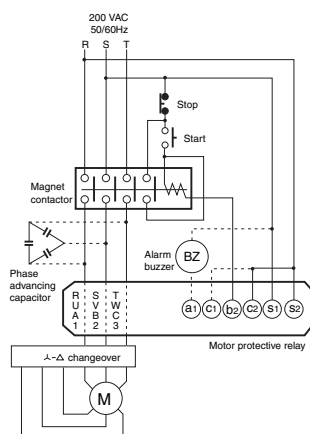 200 VAC
50/60Hz
R S T
Stop
Start
Magnet
contactor
Alarm
buzzer
BZ
Phase
advancing
capacitor
R S T
U V W
A B C
1 2 3
a1 c1 b2 c2 s1 s2
Motor protective relay
人-△ changeover
M